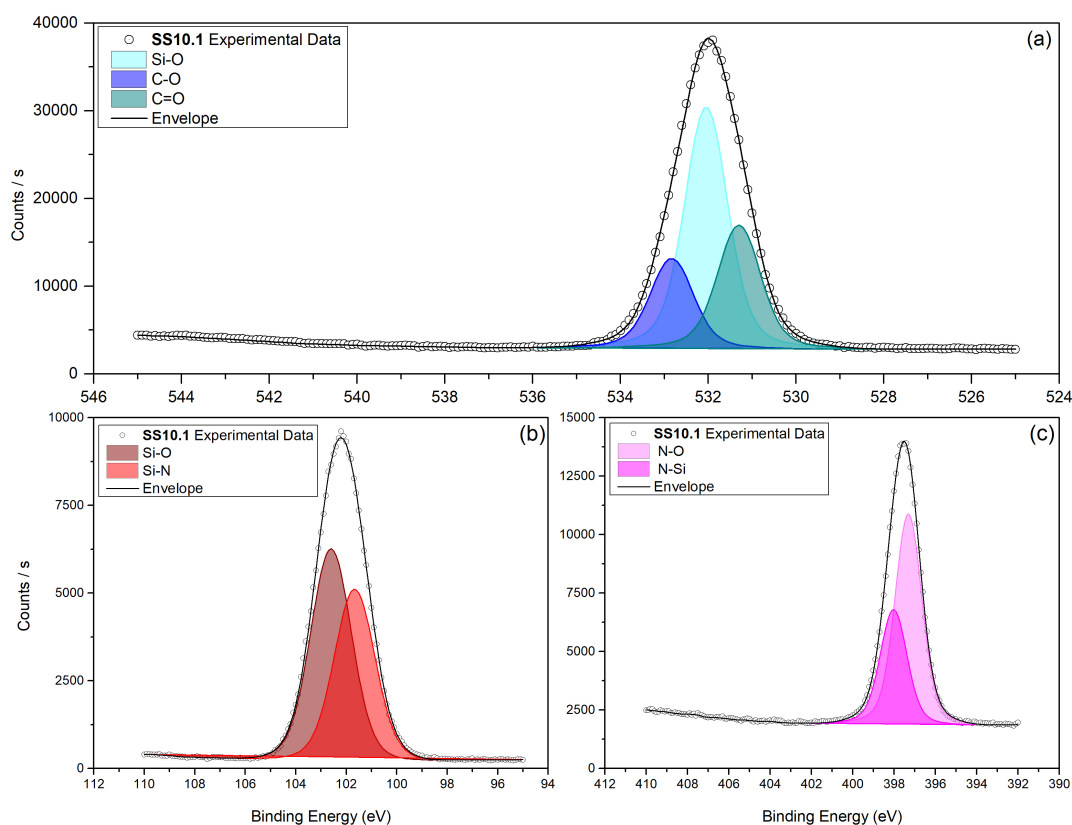 40000
30000
20000
10000
0
Counts / s
SS10.1 Experimental Data
Si-O
C-O
C=O
Envelope
(a)
546 544 542 540 538 536 534 532 530 528 526 524
10000
7500
5000
2500
0
Counts / s
SS10.1 Experimental Data
Si-O
Si-N
Envelope
(b)
112 110 108 106 104 102 100 98 96 94
Binding Energy (eV)
15000
12500
10000
7500
5000
2500
0
SS10.1 Experimental Data
N-O
N-Si
Envelope
(c)
412 410 408 406 404 402 400 398 396 394 392 390
Binding Energy (eV)